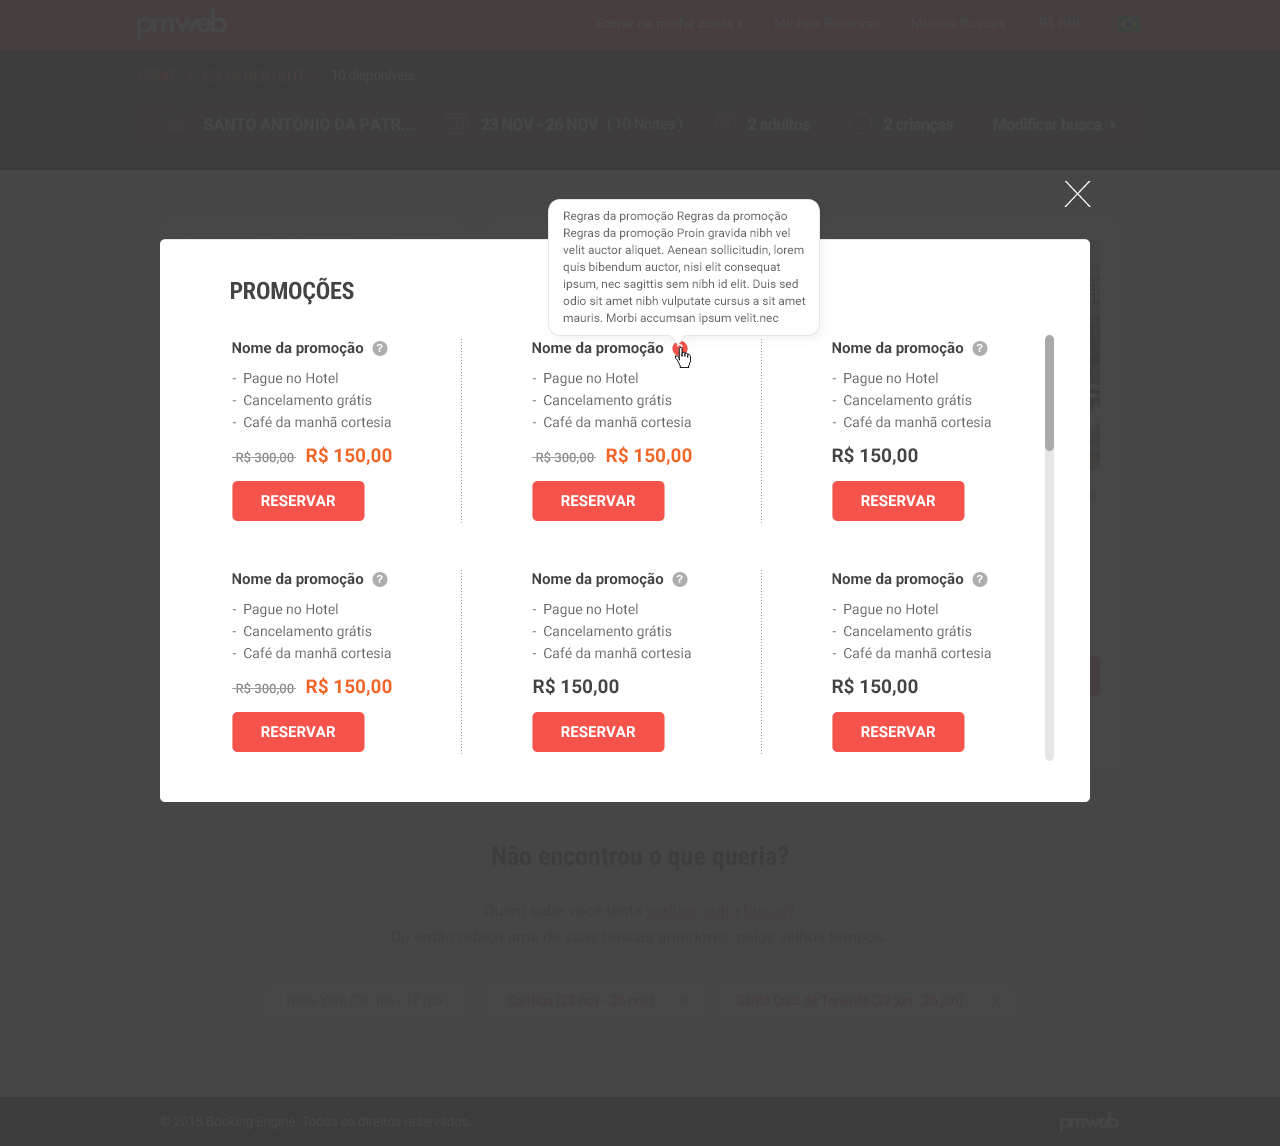 pmweb
Entrar na minha conta
Minhas Reservas
Minhas Buscas
R$ BRL
HOME
ESCOLHER HOTEIS
10 disponíveis.
SANTO ANTÔNIO DA PATR...
23 NOV - 26 NOV ( 10 Noites )
2 adultos
2 crianças
Modificar busca
Regras da promoção Regras da promoção
Regras da promoção Proin gravida nibh vel
velit auctor aliquet. Aenean sollicitudin, lorem
quis bibendum auctor, nisi elit consequat
ipsum, nec sagittis sem nibh id elit. Duis sed
odio sit amet nibh vulputate cursus a sit amet
mauris. Morbi accumsan ipsum velit.nec
PROMOÇÕES
Nome da promoção ?
- Pague no Hotel
- Cancelamento grátis
- Café da manhã cortesia
R$ 300,00 R$ 150,00
RESERVAR
Nome da promoção
- Pague no Hotel
- Cancelamento grátis
- Café da manhã cortesia
R$ 300,00 R$ 150,00
RESERVAR
Nome da promoção ?
- Pague no Hotel
- Cancelamento grátis
- Café da manhã cortesia
R$ 150,00
RESERVAR
Nome da promoção ?
- Pague no Hotel
- Cancelamento grátis
- Café da manhã cortesia
R$ 300,00 R$ 150,00
RESERVAR
Nome da promoção ?
- Pague no Hotel
- Cancelamento grátis
- Café da manhã cortesia
R$ 150,00
RESERVAR
Nome da promoção ?
- Pague no Hotel
- Cancelamento grátis
- Café da manhã cortesia
R$ 150,00
RESERVAR
Não encontrou o que queria?
Quem sabe você tenta realizar outra busca?
Ou então refaça uma de suas buscas anteriores, pelos velhos tempos.
Nova York (06 mai - 12 mai)
Curitiba (23 nov - 26 nov) x
Santa Cruz de Tenerife (22 jun - 26 jun) x
© 2015 Booking Engine. Todos os direitos reservados.
pmweb